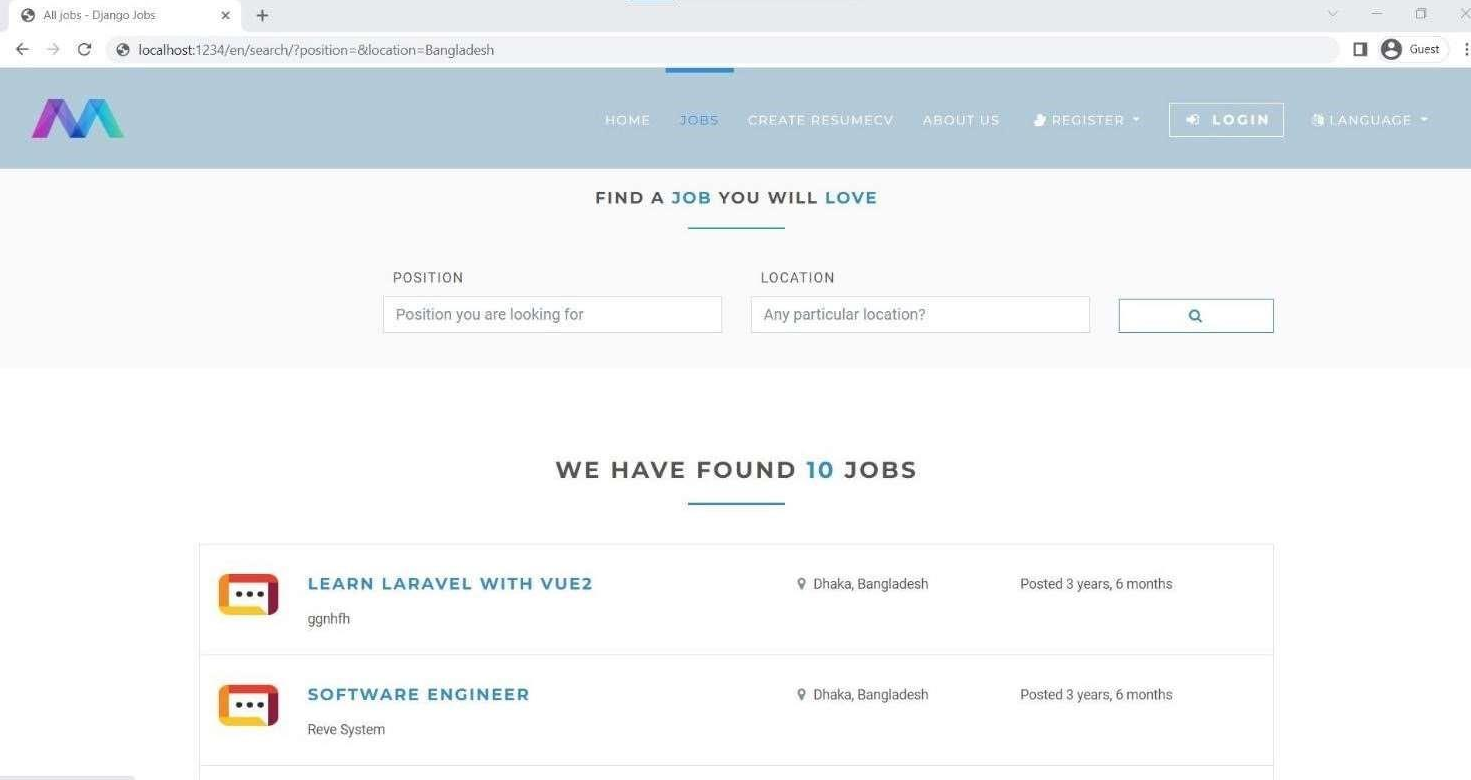 All jobs - Django Jobs
localhost:1234/en/search/?position=&location=Bangladesh
Guest
HOME JOBS CREATE RESUMECV ABOUT US REGISTER LOGIN LANGUAGE
FIND A JOB YOU WILL LOVE
POSITION LOCATION
Position you are looking for Any particular location?
WE HAVE FOUND 10 JOBS
LEARN LARAVEL WITH VUE2 Dhaka, Bangladesh Posted 3 years, 6 months
ggnhfh
SOFTWARE ENGINEER Dhaka, Bangladesh Posted 3 years, 6 months
Reve System